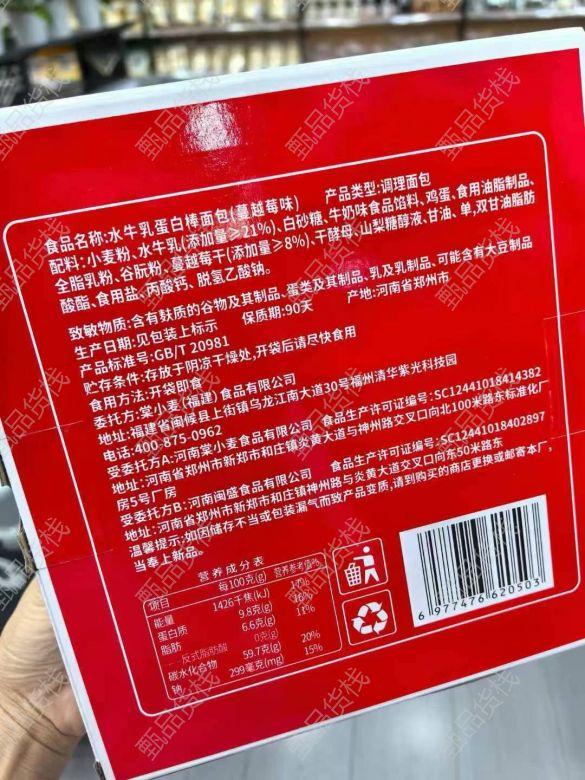 食品名称:水牛乳蛋白棒面包(蔓越莓味) 产品类型:调理面包
配料:小麦粉、水牛乳(添加量≥21%)、白砂糖、牛奶味食品馅料、鸡蛋、食用油脂制品、
全脂乳粉、谷朊粉、蔓越莓干(添加量≥8%)、干酵母、山梨糖醇液、甘油、单,双甘油脂肪
酸酯、食用盐、丙酸钙、脱氢乙酸钠。
致敏物质:含有麸质的谷物及其制品、蛋类及其制品、乳及乳制品、可能含有大豆制品
生产日期:见包装上标示 保质期:90天 产地:河南省郑州市
产品标准号:GB/T 20981
贮存条件:存放于阴凉干燥处,开袋后请尽快食用
食用方法:开袋即食
委托方:棠小麦(福建)食品有限公司
地址:福建省闽侯县上街镇乌龙江南大道30号福州清华紫光科技园
电话:400-875-0962
受委托方A:河南棠小麦食品有限公司 食品生产许可证编号:SC12441018414382
地址:河南省郑州市新郑市和庄镇炎黄大道与神州路交叉口向北100米路东标准化厂
房5号厂房
受委托方B:河南闽盛食品有限公司 食品生产许可证编号:SC12441018402897
地址:河南省郑州市新郑市和庄镇神州路与炎黄大道交叉口向东50米路东
温馨提示:如因储存不当或包装漏气而致产品变质,请到购买的商店更换或邮寄本厂,
当奉上新品。
营养成分表
项目 每100克(g) 营养参考值%
能量 1426千焦(kJ) 17%
蛋白质 9.8克(g) 16%
脂肪 6.6克(g) 11%
--反式脂肪酸 0克(g)
碳水化合物 59.7克(g) 20%
钠 299毫克(mg) 15%
6 977476 620503
甄品货栈